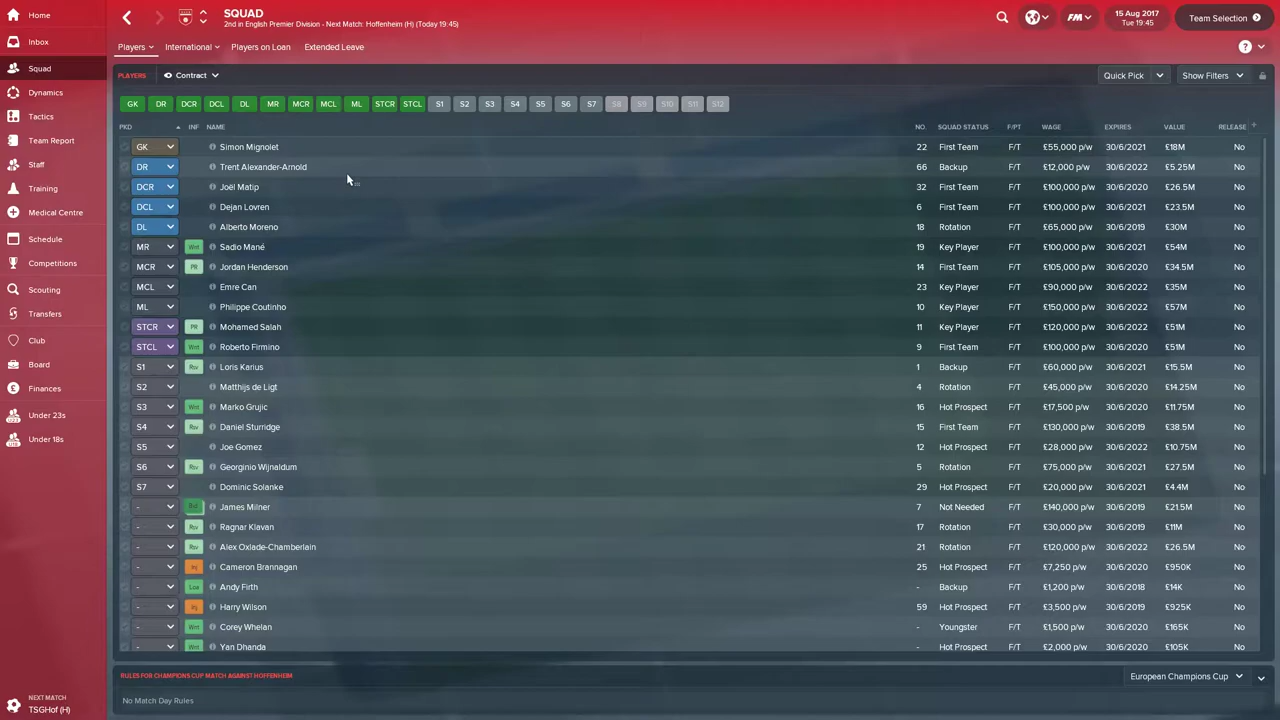 Home
Inbox
Squad
Dynamics
Tactics
Team Report
Staff
Training
Medical Centre
Schedule
Competitions
Scouting
Transfers
Club
Board
Finances
Under 23s
Under 18s
NEXT MATCH
TSGHof (H)
SQUAD
2nd in English Premier Division - Next Match: Hoffenheim (H) (Today 19:45)
FM
15 Aug 2017
Tue 19:45
Team Selection
Players International Players on Loan Extended Leave
PLAYERS Contract Quick Pick Show Filters
GK DR DCR DCL DL MR MCR MCL ML STCR STCL S1 S2 S3 S4 S5 S6 S7 S8 S9 S10 S11 S12
PKD INF NAME NO. SQUAD STATUS F/PT WAGE EXPIRES VALUE RELEASE
GK Simon Mignolet 22 First Team F/T £55,000 p/w 30/6/2021 £18M No
DR Trent Alexander-Arnold 66 Backup F/T £12,000 p/w 30/6/2022 £5.25M No
DCR Joël Matip 32 First Team F/T £100,000 p/w 30/6/2020 £26.5M No
DCL Dejan Lovren 6 First Team F/T £100,000 p/w 30/6/2021 £23.5M No
DL Alberto Moreno 18 Rotation F/T £65,000 p/w 30/6/2019 £30M No
MR Wnt Sadio Mané 19 Key Player F/T £100,000 p/w 30/6/2021 £54M No
MCR PR Jordan Henderson 14 First Team F/T £105,000 p/w 30/6/2020 £34.5M No
MCL Emre Can 23 Key Player F/T £90,000 p/w 30/6/2022 £35M No
ML Philippe Coutinho 10 Key Player F/T £150,000 p/w 30/6/2022 £57M No
STCR PR Mohamed Salah 11 Key Player F/T £120,000 p/w 30/6/2022 £51M No
STCL Wnt Roberto Firmino 9 First Team F/T £100,000 p/w 30/6/2020 £51M No
S1 Rsv Loris Karius 1 Backup F/T £60,000 p/w 30/6/2021 £15.5M No
S2 Matthijs de Ligt 4 Rotation F/T £45,000 p/w 30/6/2020 £14.25M No
S3 Wnt Marko Grujic 16 Hot Prospect F/T £17,500 p/w 30/6/2020 £11.75M No
S4 Rsv Daniel Sturridge 15 First Team F/T £130,000 p/w 30/6/2019 £38.5M No
S5 Joe Gomez 12 Hot Prospect F/T £28,000 p/w 30/6/2022 £10.75M No
S6 Rsv Georginio Wijnaldum 5 Rotation F/T £75,000 p/w 30/6/2021 £27.5M No
S7 Dominic Solanke 29 Hot Prospect F/T £20,000 p/w 30/6/2021 £4.4M No
- James Milner 7 Not Needed F/T £140,000 p/w 30/6/2019 £21.5M No
- Rsv Ragnar Klavan 17 Rotation F/T £30,000 p/w 30/6/2019 £11M No
- Rsv Alex Oxlade-Chamberlain 21 Rotation F/T £120,000 p/w 30/6/2022 £26.5M No
- Inj Cameron Brannagan 25 Hot Prospect F/T £7,250 p/w 30/6/2020 £950K No
- Loa Andy Firth - Backup F/T £1,200 p/w 30/6/2018 £14K No
- Inj Harry Wilson 59 Hot Prospect F/T £3,500 p/w 30/6/2019 £925K No
- Wnt Corey Whelan - Youngster F/T £1,500 p/w 30/6/2019 £165K No
- Wnt Yan Dhanda - Hot Prospect F/T £2,000 p/w 30/6/2020 £105K No
RULES FOR CHAMPIONS CUP MATCH AGAINST HOFFENHEIM European Champions Cup
No Match Day Rules